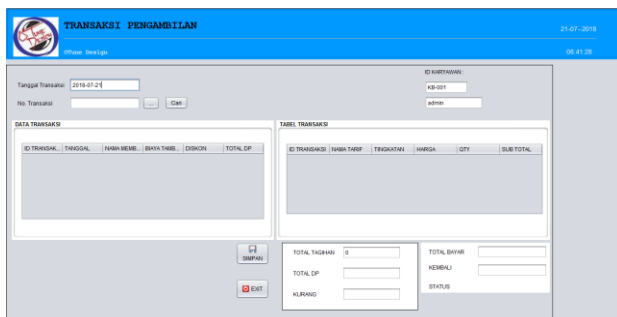 TRANSAKSI PENGAMBILAN
21-07-2018
Ofune Design
06:41:28
ID KARYAWAN :
Tanggal Transaksi 2018-07-21
KB-001
No. Transaksi ... Cari
admin
DATA TRANSAKSI
TABEL TRANSAKSI
ID TRANSAK... TANGGAL NAMA MEMB... BIAYA TAMB... DISKON TOTAL DP
ID TRANSAKSI NAMA TARIF TINGKATAN HARGA QTY SUB TOTAL
SIMPAN
EXIT
TOTAL TAGIHAN 0
TOTAL DP
KURANG
TOTAL BAYAR
KEMBALI
STATUS